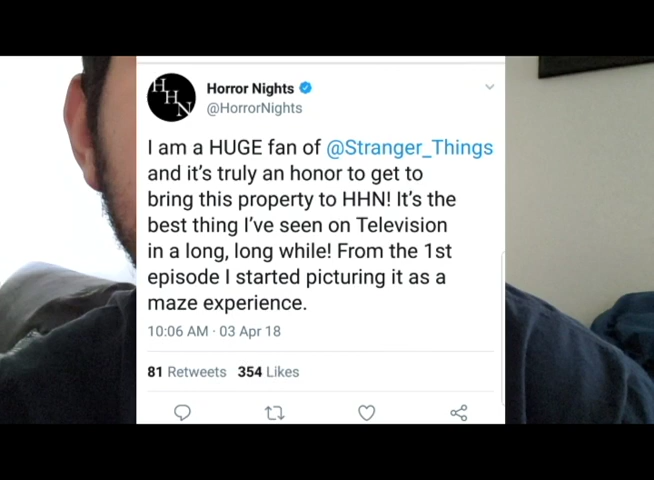 HHN
Horror Nights
@HorrorNights
I am a HUGE fan of @Stranger_Things
and it's truly an honor to get to
bring this property to HHN! It's the
best thing I've seen on Television
in a long, long while! From the 1st
episode I started picturing it as a
maze experience.
10:06 AM · 03 Apr 18
81 Retweets 354 Likes